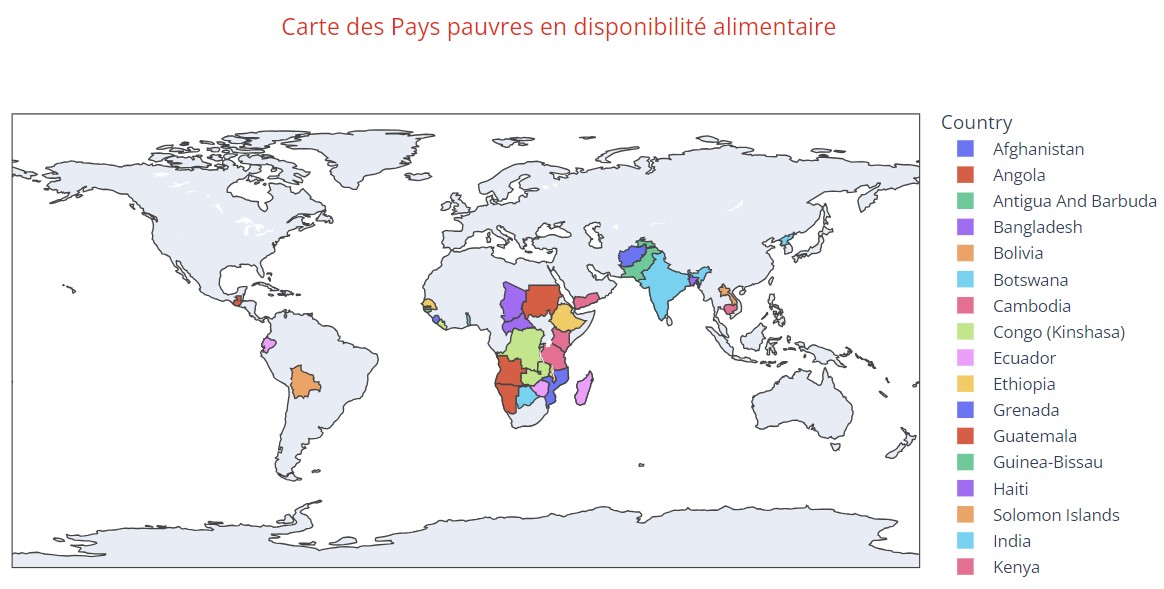 Carte des Pays pauvres en disponibilité alimentaire
Country
Afghanistan
Angola
Antigua And Barbuda
Bangladesh
Bolivia
Botswana
Cambodia
Congo (Kinshasa)
Ecuador
Ethiopia
Grenada
Guatemala
Guinea-Bissau
Haiti
Solomon Islands
India
Kenya